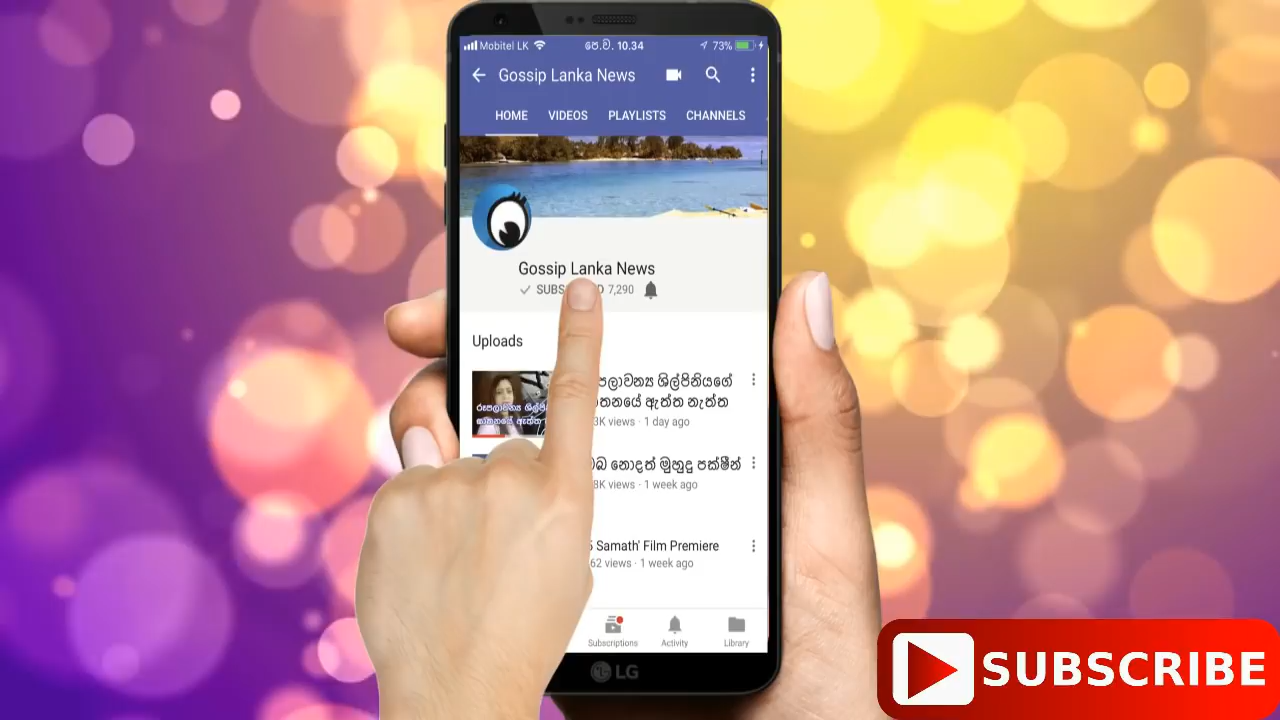 Mobitel LK පෙ.ව. 10.34 73%
Gossip Lanka News
HOME VIDEOS PLAYLISTS CHANNELS
Gossip Lanka News
7,290
Uploads
ශිල්පිනියගේ
ඇත්ත නැත්ත
3K views · 1 day ago
රූපලාවන්‍ය ශිල්පි
ඝාතනයේ ඇත්ත
නොදත් මුහුදු පක්ෂීන්
8K views · 1 week ago
Samath' Film Premiere
62 views · 1 week ago
Subscriptions Activity Library
LG
SUBSCRIBE